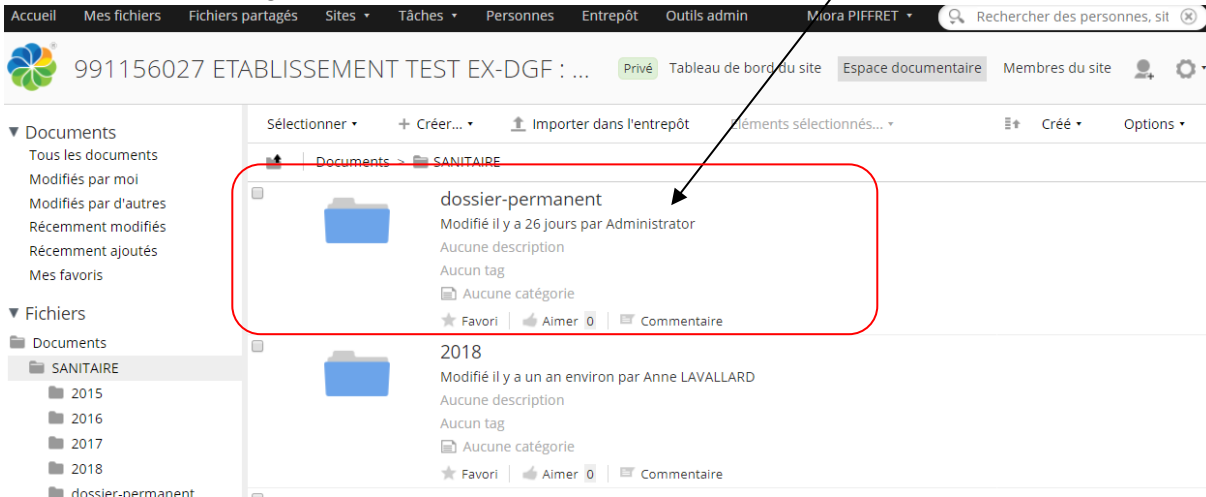 Accueil Mes fichiers Fichiers partagés Sites Tâches Personnes Entrepôt Outils admin Miora PIFFRET Rechercher des personnes, sit
991156027 ETABLISSEMENT TEST EX-DGF : ... Privé Tableau de bord du site Espace documentaire Membres du site
Sélectionner + Créer... Importer dans l'entrepôt Eléments sélectionnés... Créé Options
Documents > SANITAIRE
Documents
Tous les documents
Modifiés par moi
Modifiés par d'autres
Récemment modifiés
Récemment ajoutés
Mes favoris
Fichiers
Documents
SANITAIRE
2015
2016
2017
2018
dossier-permanent
dossier-permanent
Modifié il y a 26 jours par Administrator
Aucune description
Aucun tag
Aucune catégorie
Favori Aimer 0 Commentaire
2018
Modifié il y a un an environ par Anne LAVALLARD
Aucune description
Aucun tag
Aucune catégorie
Favori Aimer 0 Commentaire